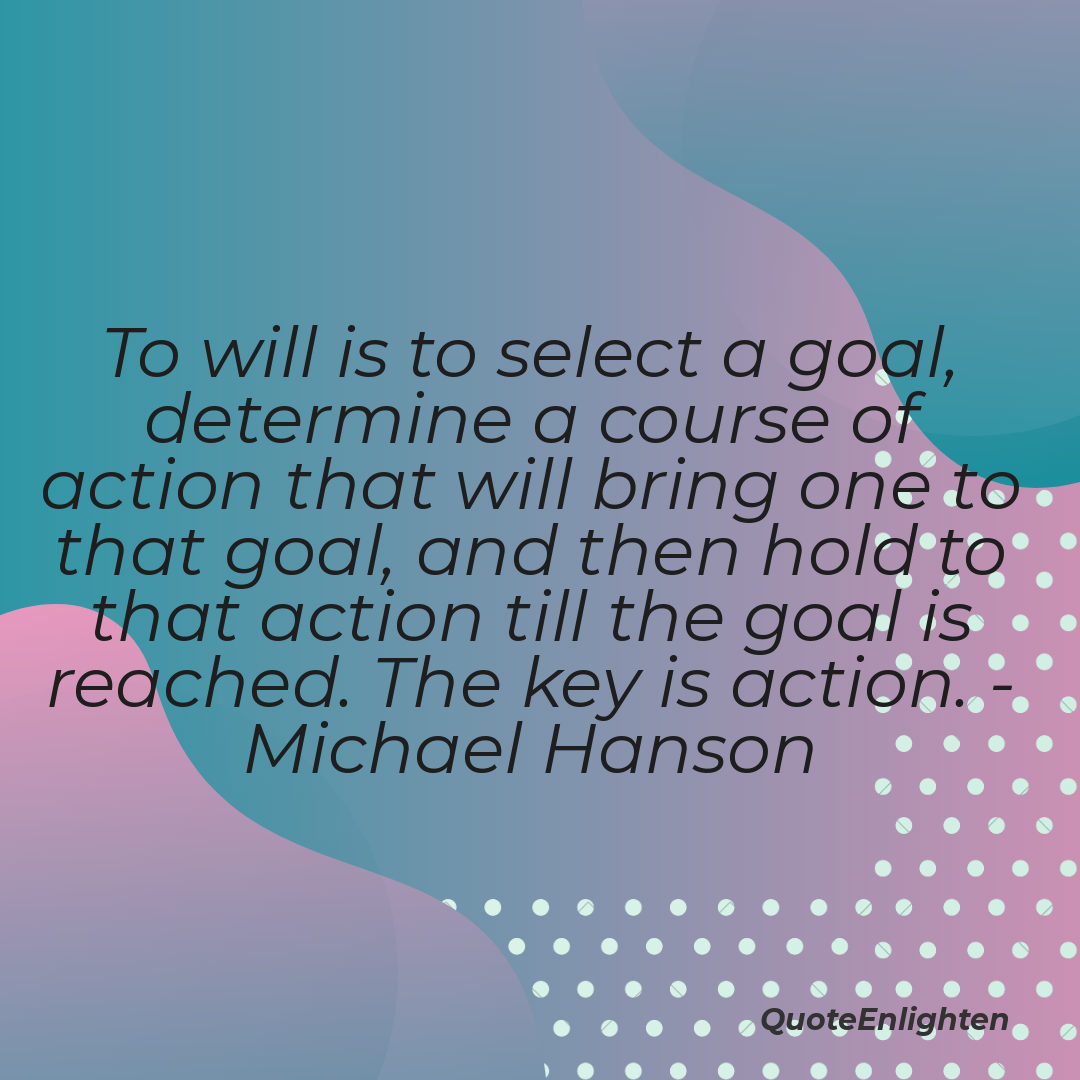 To will is to select a goal,
determine a course of
action that will bring one to
that goal, and then hold to
that action till the goal is
reached. The key is action. -
Michael Hanson
QuoteEnlighten